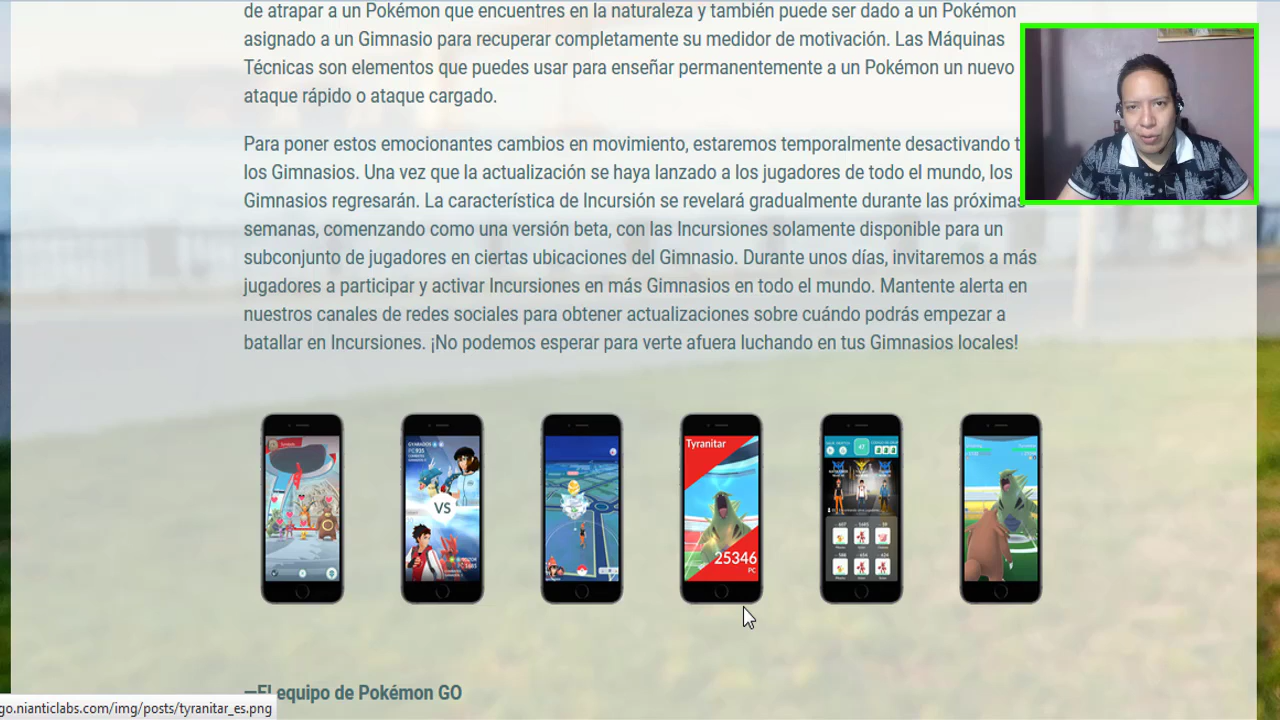 de atrapar a un Pokémon que encuentres en la naturaleza y también puede ser dado a un Pokémon
asignado a un Gimnasio para recuperar completamente su medidor de motivación. Las Máquinas
Técnicas son elementos que puedes usar para enseñar permanentemente a un Pokémon un nuevo
ataque rápido o ataque cargado.
Para poner estos emocionantes cambios en movimiento, estaremos temporalmente desactivando
los Gimnasios. Una vez que la actualización se haya lanzado a los jugadores de todo el mundo, los
Gimnasios regresarán. La característica de Incursión se revelará gradualmente durante las próximas
semanas, comenzando como una versión beta, con las Incursiones solamente disponible para un
subconjunto de jugadores en ciertas ubicaciones del Gimnasio. Durante unos días, invitaremos a más
jugadores a participar y activar Incursiones en más Gimnasios en todo el mundo. Mantente alerta en
nuestros canales de redes sociales para obtener actualizaciones sobre cuándo podrás empezar a
batallar en Incursiones. ¡No podemos esperar para verte afuera luchando en tus Gimnasios locales!
VS
Tyranitar
25346
PC
—El equipo de Pokémon GO
go.nianticlabs.com/img/posts/tyranitar_es.png